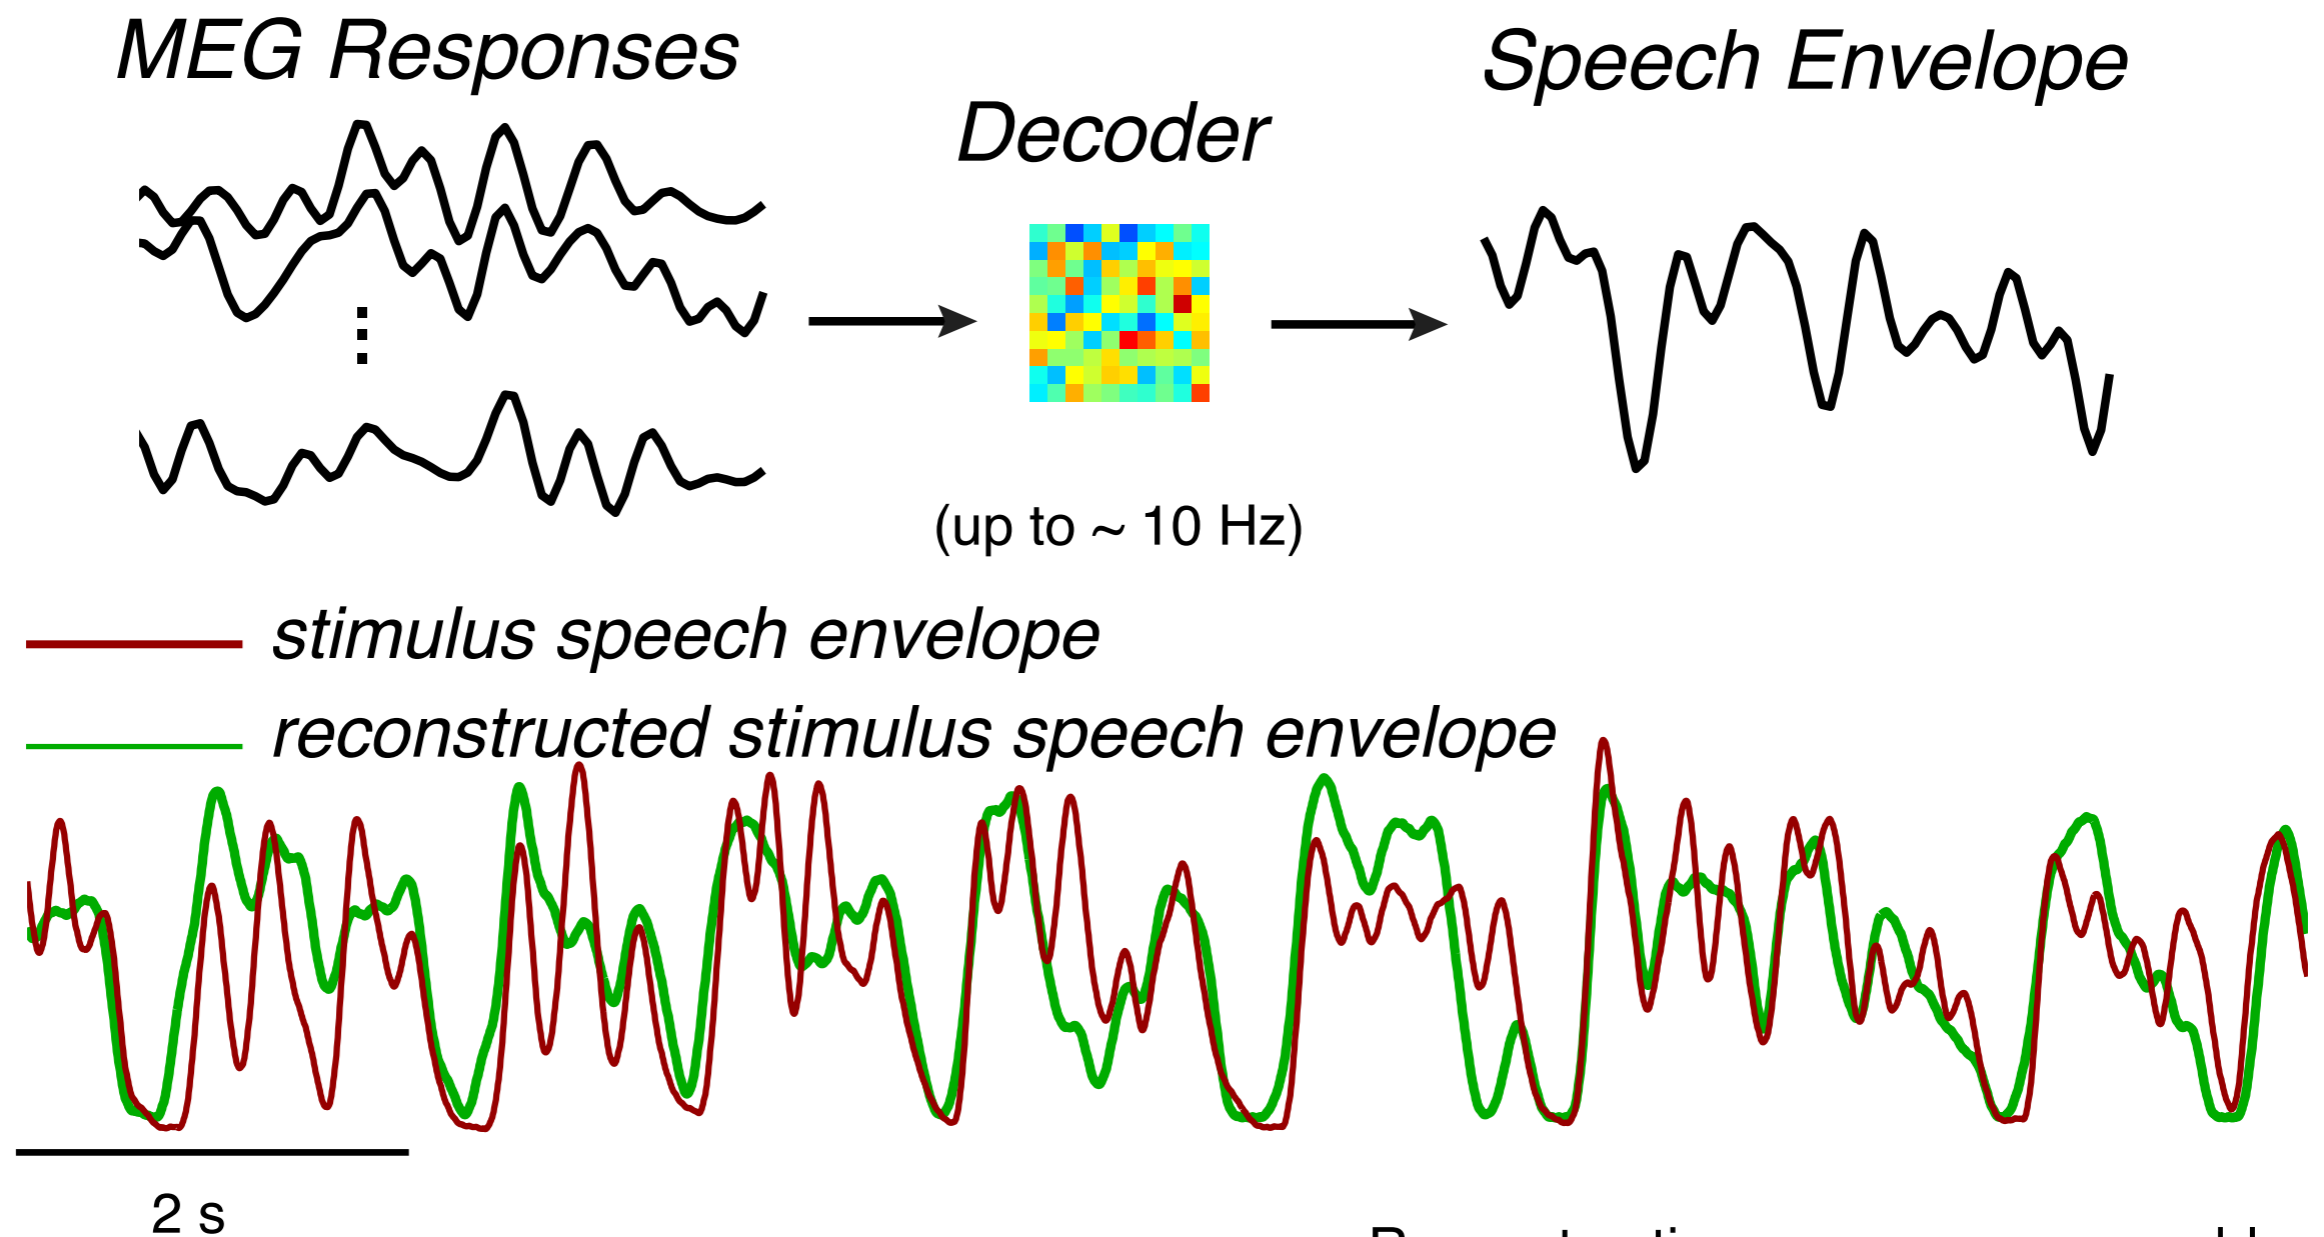 MEG Responses
Speech Envelope
Decoder
(up to ~ 10 Hz)
stimulus speech envelope
reconstructed stimulus speech envelope
2 s